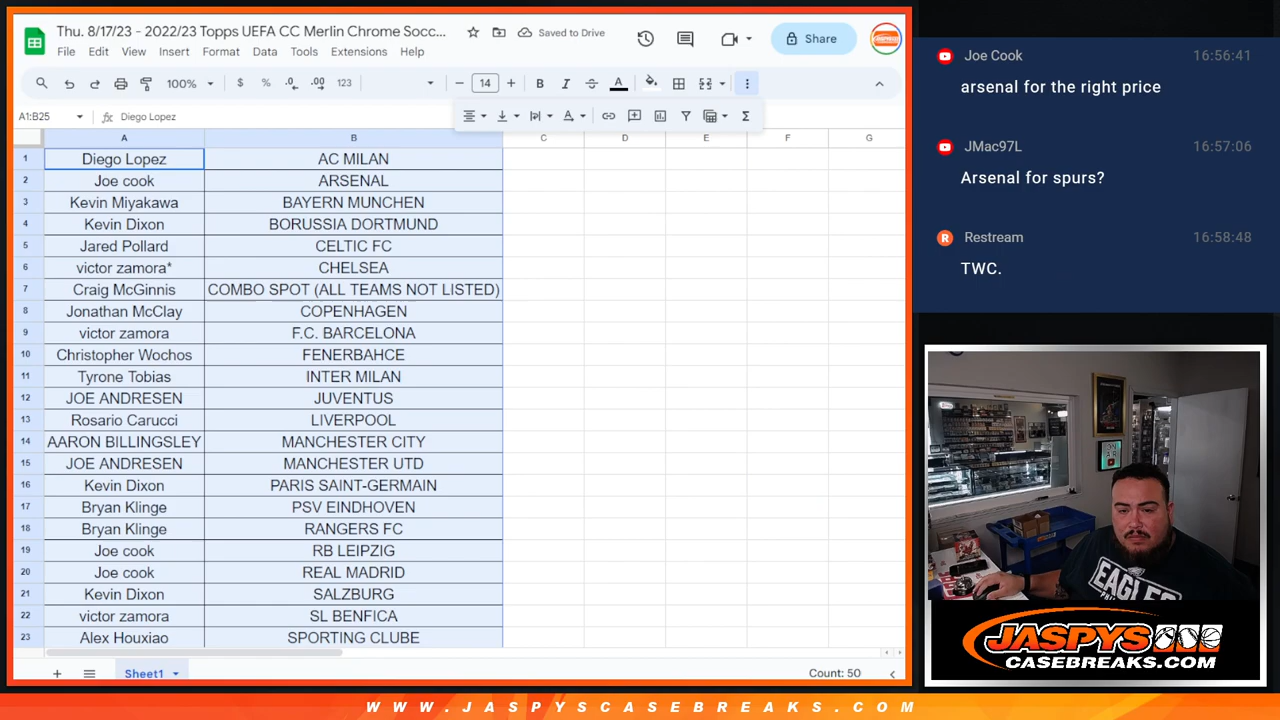 Thu. 8/17/23 - 2022/23 Topps UEFA CC Merlin Chrome Socc...
Saved to Drive
Share
File Edit View Insert Format Data Tools Extensions Help
100% $ % .0 .00 123 14 B I S A
A1:B25 fx Diego Lopez
A B C D E F G
1 Diego Lopez AC MILAN
2 Joe cook ARSENAL
3 Kevin Miyakawa BAYERN MUNCHEN
4 Kevin Dixon BORUSSIA DORTMUND
5 Jared Pollard CELTIC FC
6 victor zamora* CHELSEA
7 Craig McGinnis COMBO SPOT (ALL TEAMS NOT LISTED)
8 Jonathan McClay COPENHAGEN
9 victor zamora F.C. BARCELONA
10 Christopher Wochos FENERBAHCE
11 Tyrone Tobias INTER MILAN
12 JOE ANDRESEN JUVENTUS
13 Rosario Carucci LIVERPOOL
14 AARON BILLINGSLEY MANCHESTER CITY
15 JOE ANDRESEN MANCHESTER UTD
16 Kevin Dixon PARIS SAINT-GERMAIN
17 Bryan Klinge PSV EINDHOVEN
18 Bryan Klinge RANGERS FC
19 Joe cook RB LEIPZIG
20 Joe cook REAL MADRID
21 Kevin Dixon SALZBURG
22 victor zamora SL BENFICA
23 Alex Houxiao SPORTING CLUBE
Sheet1
Count: 50
Joe Cook 16:56:41
arsenal for the right price
JMac97L 16:57:06
Arsenal for spurs?
R Restream 16:58:48
TWC.
EAGLES
JASPYS
CASEBREAKS.COM
WWW.JASPYSCASEBREAKS.COM